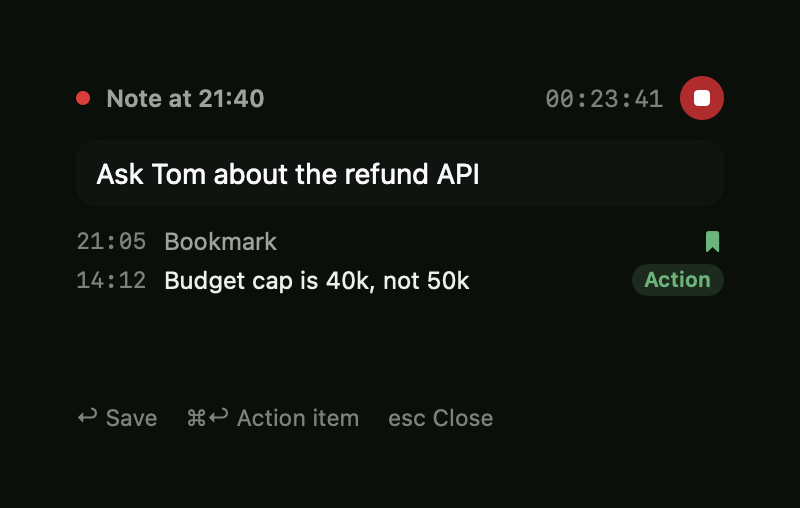 Note at 21:40 00:23:41
Ask Tom about the refund API
21:05 Bookmark
14:12 Budget cap is 40k, not 50k Action
↩ Save ⌘↩ Action item esc Close